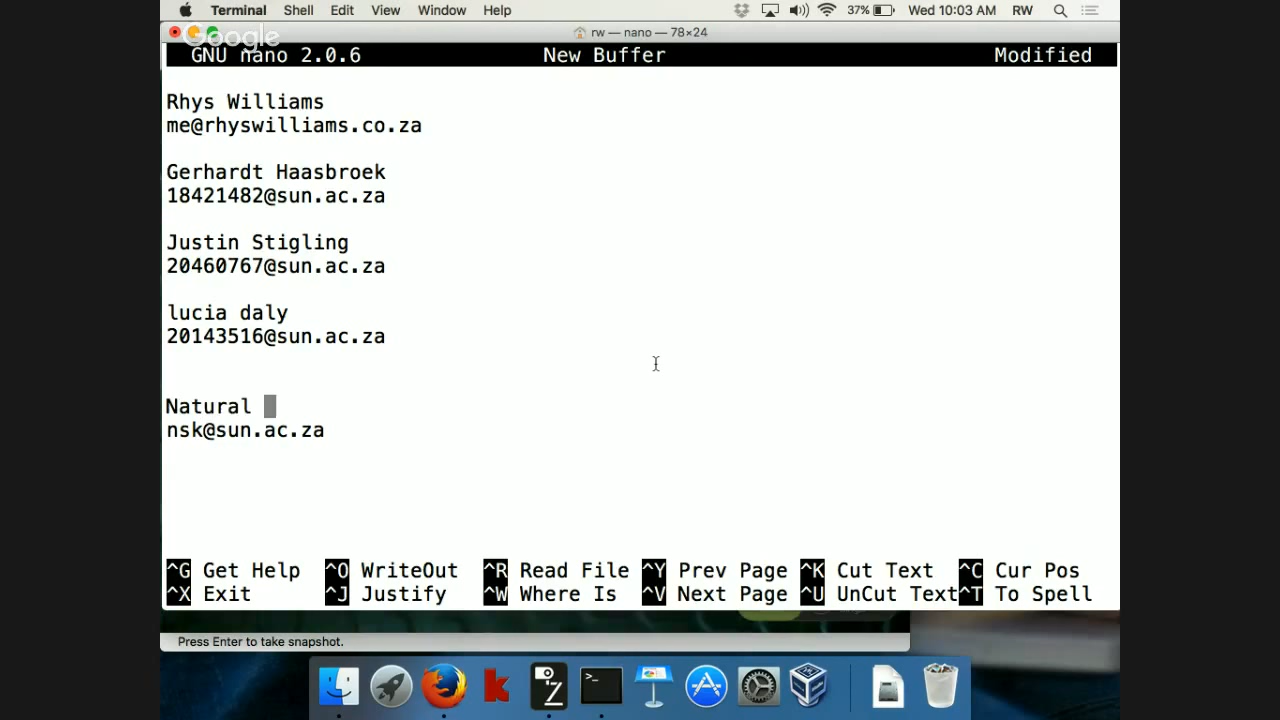 Terminal Shell Edit View Window Help 37% Wed 10:03 AM RW
Google
rw — nano — 78×24
GNU nano 2.0.6 New Buffer Modified
Rhys Williams
me@rhyswilliams.co.za
Gerhardt Haasbroek
18421482@sun.ac.za
Justin Stigling
20460767@sun.ac.za
lucia daly
20143516@sun.ac.za
Natural
nsk@sun.ac.za
^G Get Help ^O WriteOut ^R Read File ^Y Prev Page ^K Cut Text ^C Cur Pos
^X Exit ^J Justify ^W Where Is ^V Next Page ^U UnCut Text ^T To Spell
Press Enter to take snapshot.